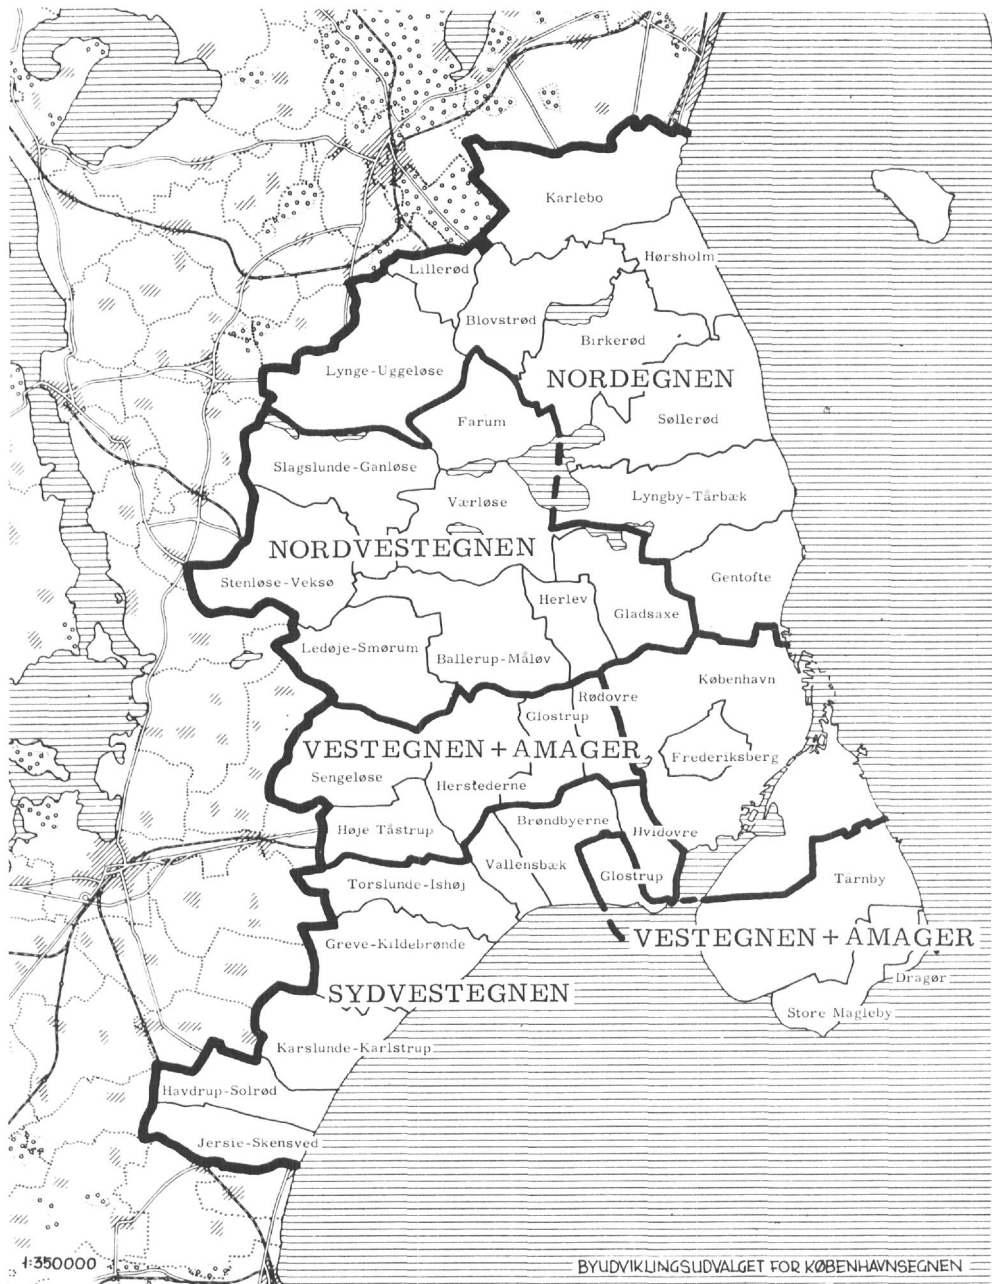 Karlebo
Hørsholm
Lillerød
Blovstrød
Birkerød
Lynge-Uggeløse
NORDEGNEN
Farum
Søllerød
Slagslunde-Ganløse
Værløse
Lyngby-Tårbæk
NORDVESTEGNEN
Stenløse-Veksø
Gentofte
Herlev
Gladsaxe
Ledøje-Smørum
Ballerup-Måløv
København
Rødovre
Glostrup
VESTEGNEN + AMAGER
Frederiksberg
Sengeløse
Herstederne
Brøndbyerne
Høje Tåstrup
Hvidovre
Vallensbæk
Glostrup
Tårnby
Torslunde-Ishøj
Greve-Kildebrønde
VESTEGNEN + AMAGER
Dragør
SYDVESTEGNEN
Store Magleby
Karslunde-Karlstrup
Havdrup-Solrød
Jersie-Skensved
1:350000
BYUDVIKLINGSUDVALGET FOR KØBENHAVNSEGNEN